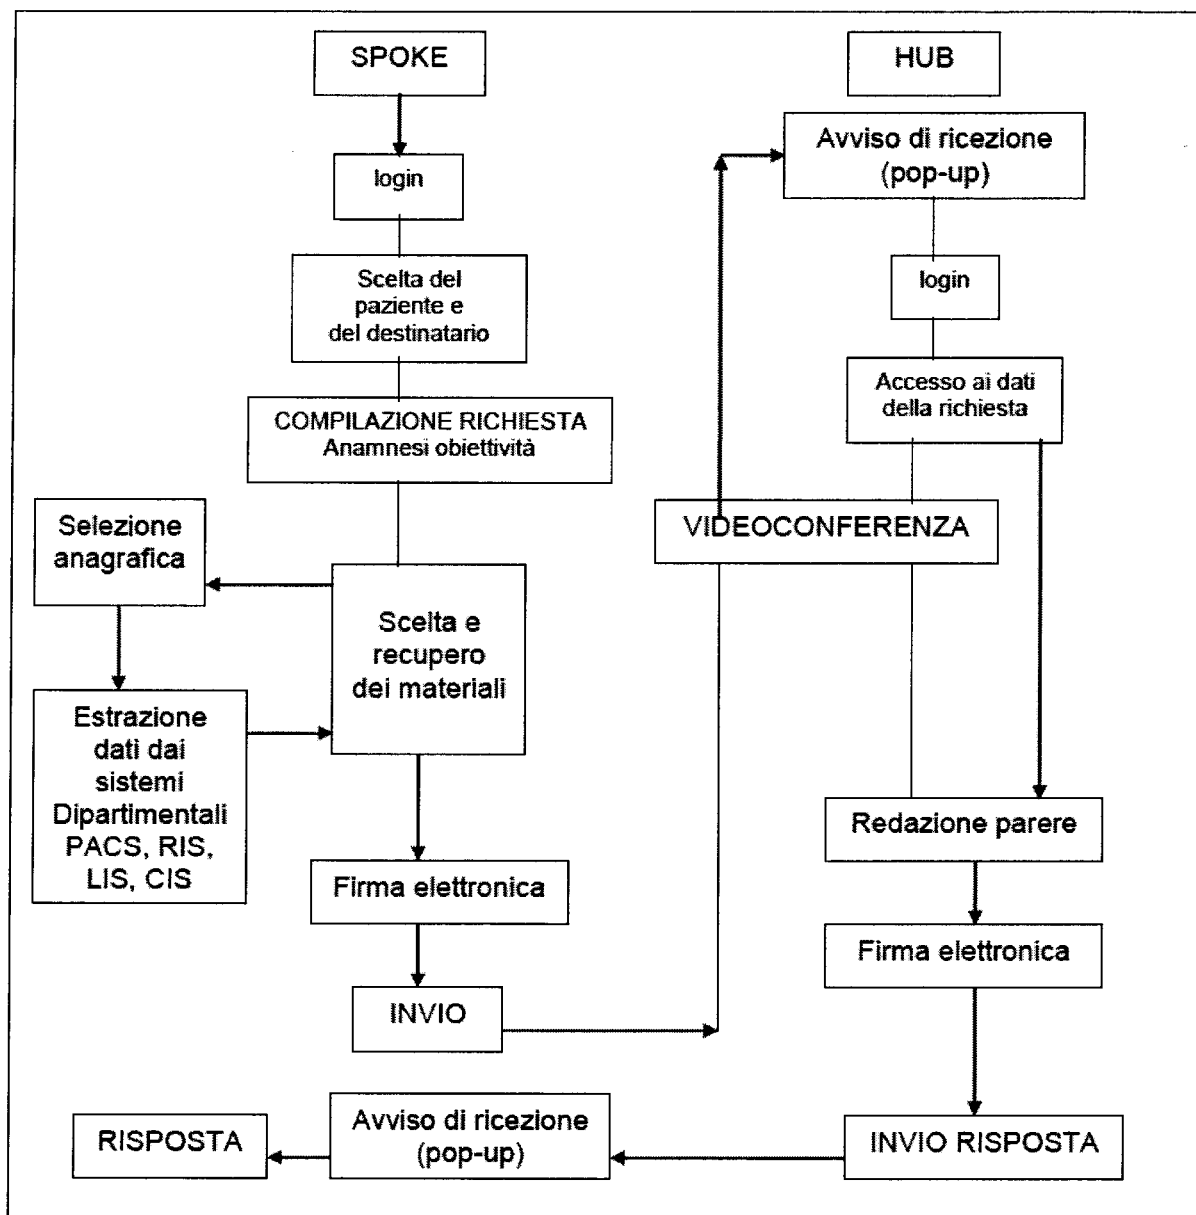 SPOKE
login
Scelta del
paziente e
del destinatario
COMPILAZIONE RICHIESTA
Anamnesi obiettività
Selezione
anagrafica
Scelta e
recupero
dei materiali
Estrazione
dati dai
sistemi
Dipartimentali
PACS, RIS,
LIS, CIS
Firma elettronica
INVIO
HUB
Avviso di ricezione
(pop-up)
login
Accesso ai dati
della richiesta
VIDEOCONFERENZA
Redazione parere
Firma elettronica
INVIO RISPOSTA
Avviso di ricezione
(pop-up)
RISPOSTA